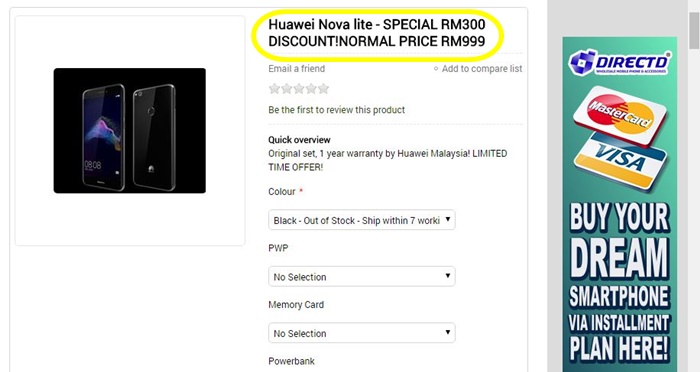 Huawei Nova lite - SPECIAL RM300
DISCOUNT!NORMAL PRICE RM999
Email a friend
Add to compare list
Be the first to review this product
Quick overview
Original set, 1 year warranty by Huawei Malaysia! LIMITED
TIME OFFER!
Colour *
Black - Out of Stock - Ship within 7 worki
PWP
No Selection
Memory Card
No Selection
Powerbank
DIRECTD
WHOLESALE MOBILE PHONE & ACCESSORIES
MasterCard
VISA
BUY YOUR
DREAM
SMARTPHONE
VIA INSTALLMENT
PLAN HERE!